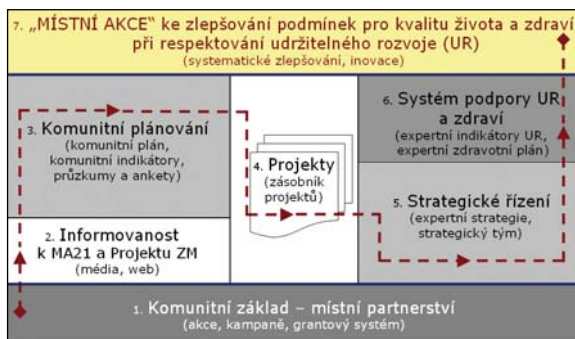 7. „MÍSTNÍ AKCE“ ke zlepšování podmínek pro kvalitu života a zdraví
při respektování udržitelného rozvoje (UR)
(systematické zlepšování, inovace)
6. Systém podpory UR
a zdraví
(expertní indikátory UR,
expertní zdravotní plán)
3. Komunitní plánování
(komunitní plán,
komunitní indikátory,
průzkumy a ankety)
4. Projekty
(zásobník
projektů)
5. Strategické řízení
(expertní strategie,
strategický tým)
2. Informovanost
k MA21 a Projektu ZM
(média, web)
1. Komunitní základ – místní partnerství
(akce, kampaně, grantový systém)